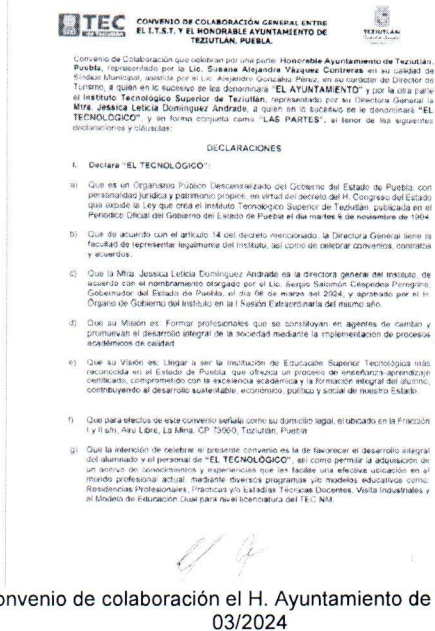 TEC
CONVENIO DE COLABORACIÓN GENERAL ENTRE
EL I.T.S.T. Y EL HONORABLE AYUNTAMIENTO DE
TEZIUTLÁN, PUEBLA.
TEZIUTLÁN
Convenio de Colaboración que celebran por una parte Honorable Ayuntamiento de Teziutlán,
Puebla, representado por la Lic. Susana Alejandra Vázquez Contreras en su calidad de
Síndico Municipal, asistida por el Lic. Alejandro González Pérez, en su carácter de Director de
Turismo, a quien en lo sucesivo se les denominará "EL AYUNTAMIENTO" y por la otra parte
el Instituto Tecnológico Superior de Teziutlán, representado por su Directora General la
Mtra. Jessica Leticia Domínguez Andrade, a quien en lo sucesivo se le denominará "EL
TECNOLÓGICO", y en forma conjunta como "LAS PARTES", al tenor de las siguientes
declaraciones y cláusulas:
DECLARACIONES
I. Declara "EL TECNOLÓGICO":
a) Que es un Organismo Público Descentralizado del Gobierno del Estado de Puebla, con
personalidad jurídica y patrimonio propios, en virtud del decreto del H. Congreso del Estado
que expide la Ley que crea el Instituto Tecnológico Superior de Teziutlán, publicada en el
Periódico Oficial del Gobierno del Estado de Puebla el día martes 8 de noviembre de 1994.
b) Que de acuerdo con el artículo 14 del decreto mencionado, la Directora General tiene la
facultad de representar legalmente del Instituto, así como de celebrar convenios, contratos
y acuerdos.
c) Que la Mtra. Jessica Leticia Domínguez Andrade es la directora general del Instituto, de
acuerdo con el nombramiento otorgado por el Lic. Sergio Salomón Céspedes Peregrina,
Gobernador del Estado de Puebla, el día 06 de marzo del 2024, y aprobado por el H.
Órgano de Gobierno del Instituto en la I Sesión Extraordinaria del mismo año.
d) Que su Misión es: Formar profesionales que se constituyan en agentes de cambio y
promuevan el desarrollo integral de la sociedad mediante la implementación de procesos
académicos de calidad.
e) Que su Visión es: Llegar a ser la Institución de Educación Superior Tecnológica más
reconocida en el Estado de Puebla, que ofrezca un proceso de enseñanza-aprendizaje
certificado, comprometido con la excelencia académica y la formación integral del alumno,
contribuyendo al desarrollo sustentable, económico, político y social de nuestro Estado.
f) Que para efectos de este convenio señala como su domicilio legal, el ubicado en la Fracción
I y II s/n, Aire Libre, La Mina, CP 73960, Teziutlán, Puebla
g) Que la intención de celebrar el presente convenio es la de favorecer el desarrollo integral
del alumnado y el personal de "EL TECNOLÓGICO", así como permitir la adquisición de
un acervo de conocimientos y experiencias que les facilite una efectiva ubicación en el
mundo profesional actual, mediante diversos programas y/o modelos educativos como:
Residencias Profesionales, Prácticas y/o Estadías Técnicas Docentes, Visita Industriales y
el Modelo de Educación Dual para nivel licenciatura del TEC NM.
onvenio de colaboración el H. Ayuntamiento de
03/2024